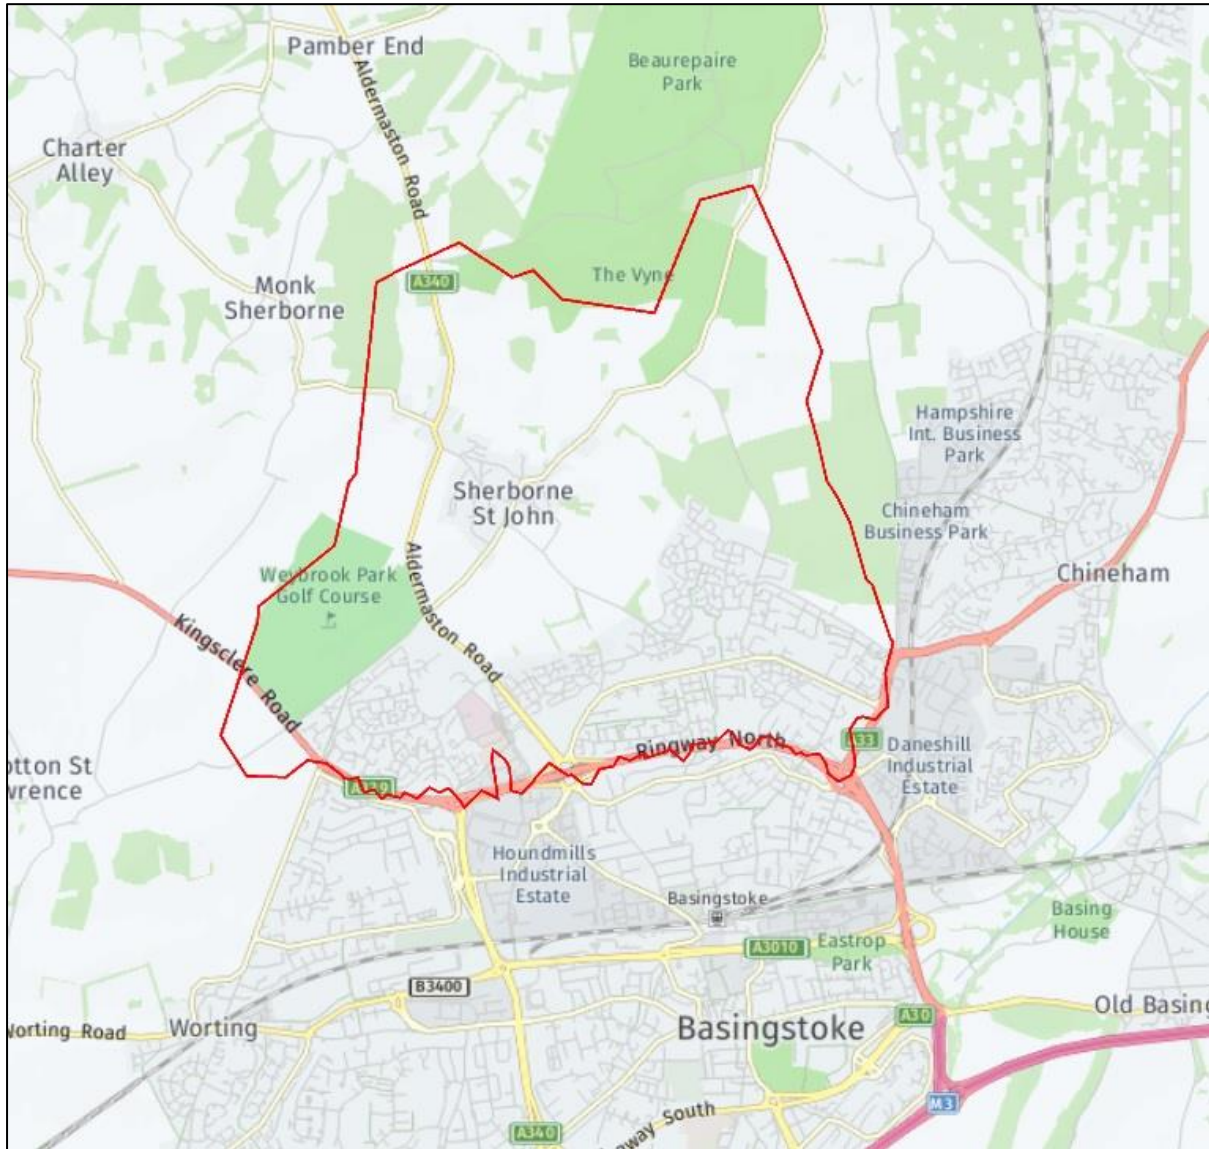 Pamber End
Beaurepaire
Park
Aldermaston Road
Charter
Alley
The Vyne
A340
Monk
Sherborne
Hampshire
Int. Business
Park
Sherborne
St John
Chineham
Business Park
Aldermaston Road
Weybrook Park
Golf Course
Chineham
Kingsclere Road
Ringway North
A33
Daneshill
Industrial
Estate
otton St
wrence
Houndmills
Industrial
Estate
Basingstoke
Basing
House
A3010
Eastrop
Park
B3400
Old Basing
A30
Worting Road
Worting
Basingstoke
M3
ngway South
A340